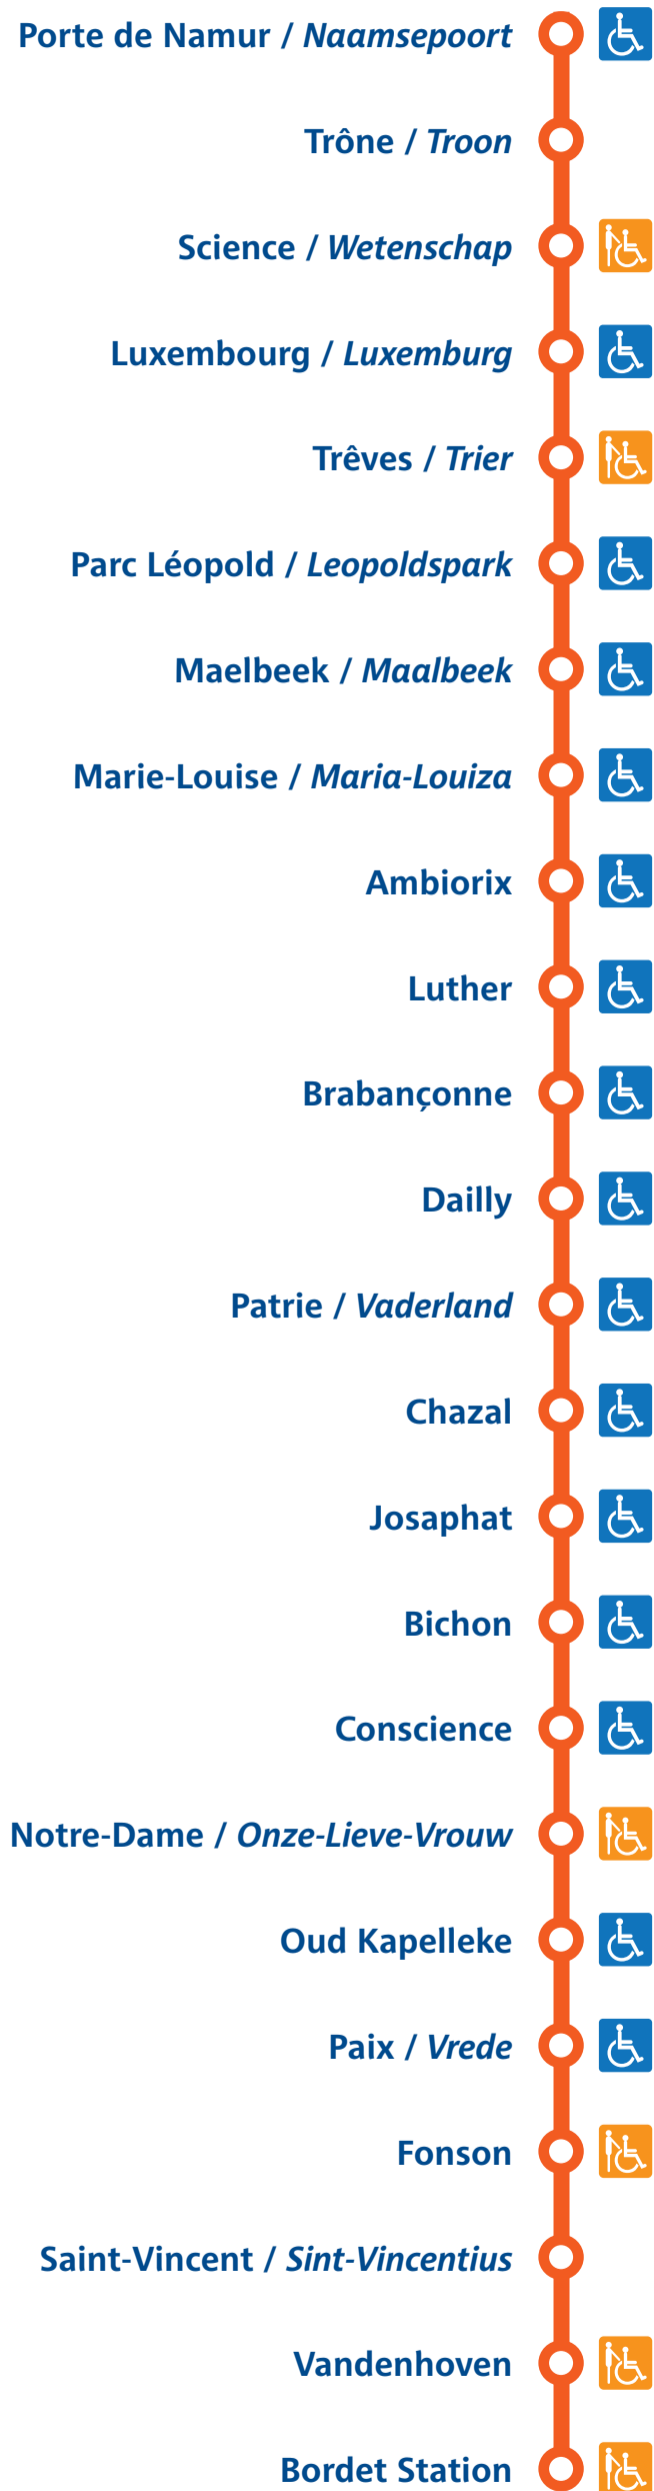 Porte de Namur / Naamsepoort
Trône / Troon
Science / Wetenschap
Luxembourg / Luxemburg
Trêves / Trier
Parc Léopold / Leopoldspark
Maelbeek / Maalbeek
Marie-Louise / Maria-Louiza
Ambiorix
Luther
Brabançonne
Dailly
Patrie / Vaderland
Chazal
Josaphat
Bichon
Conscience
Notre-Dame / Onze-Lieve-Vrouw
Oud Kapelleke
Paix / Vrede
Fonson
Saint-Vincent / Sint-Vincentius
Vandenhoven
Bordet Station